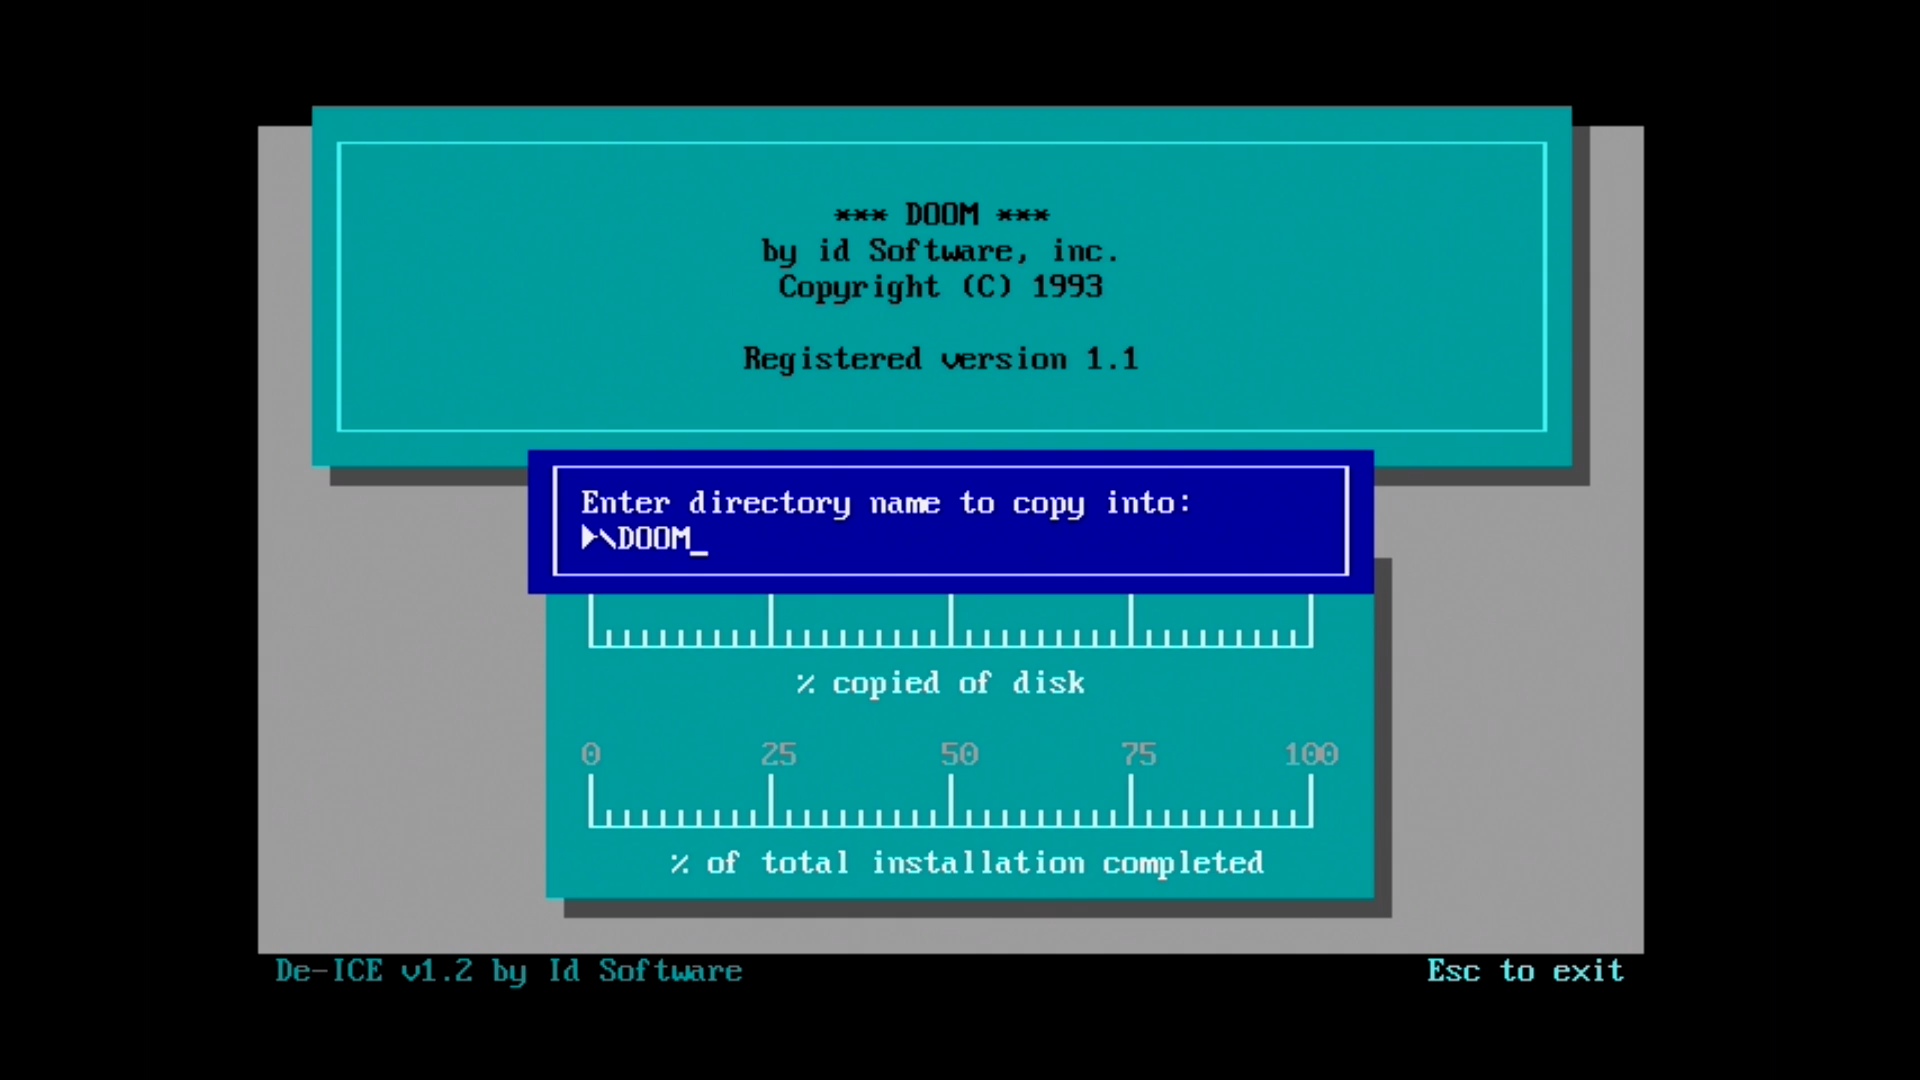 *** DOOM ***
by id Software, inc.
Copyright (C) 1993
Registered version 1.1
Enter directory name to copy into:
►\DOOM_
% copied of disk
0 25 50 75 100
% of total installation completed
De-ICE v1.2 by Id Software
Esc to exit